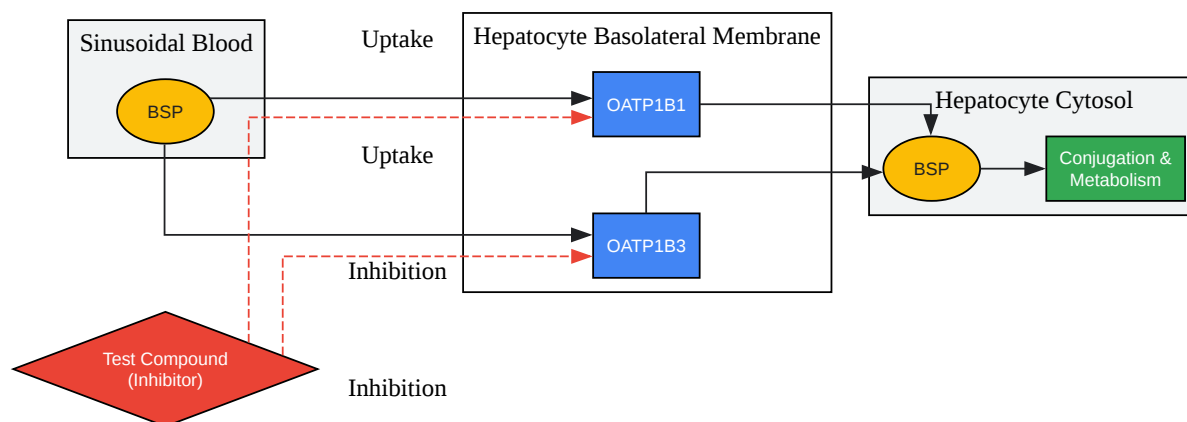 Sinusoidal Blood
Uptake
Hepatocyte Basolateral Membrane
BSP
OATP1B1
Hepatocyte Cytosol
Uptake
BSP
Conjugation &
Metabolism
OATP1B3
Inhibition
Test Compound
(Inhibitor)
Inhibition